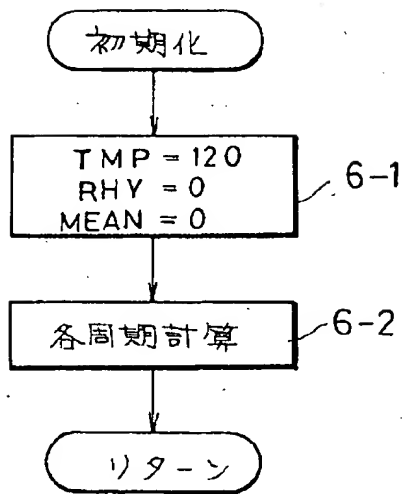 初期化
TMP = 120
RHY = 0
MEAN = 0
6-1
各周期計算
6-2
リターン